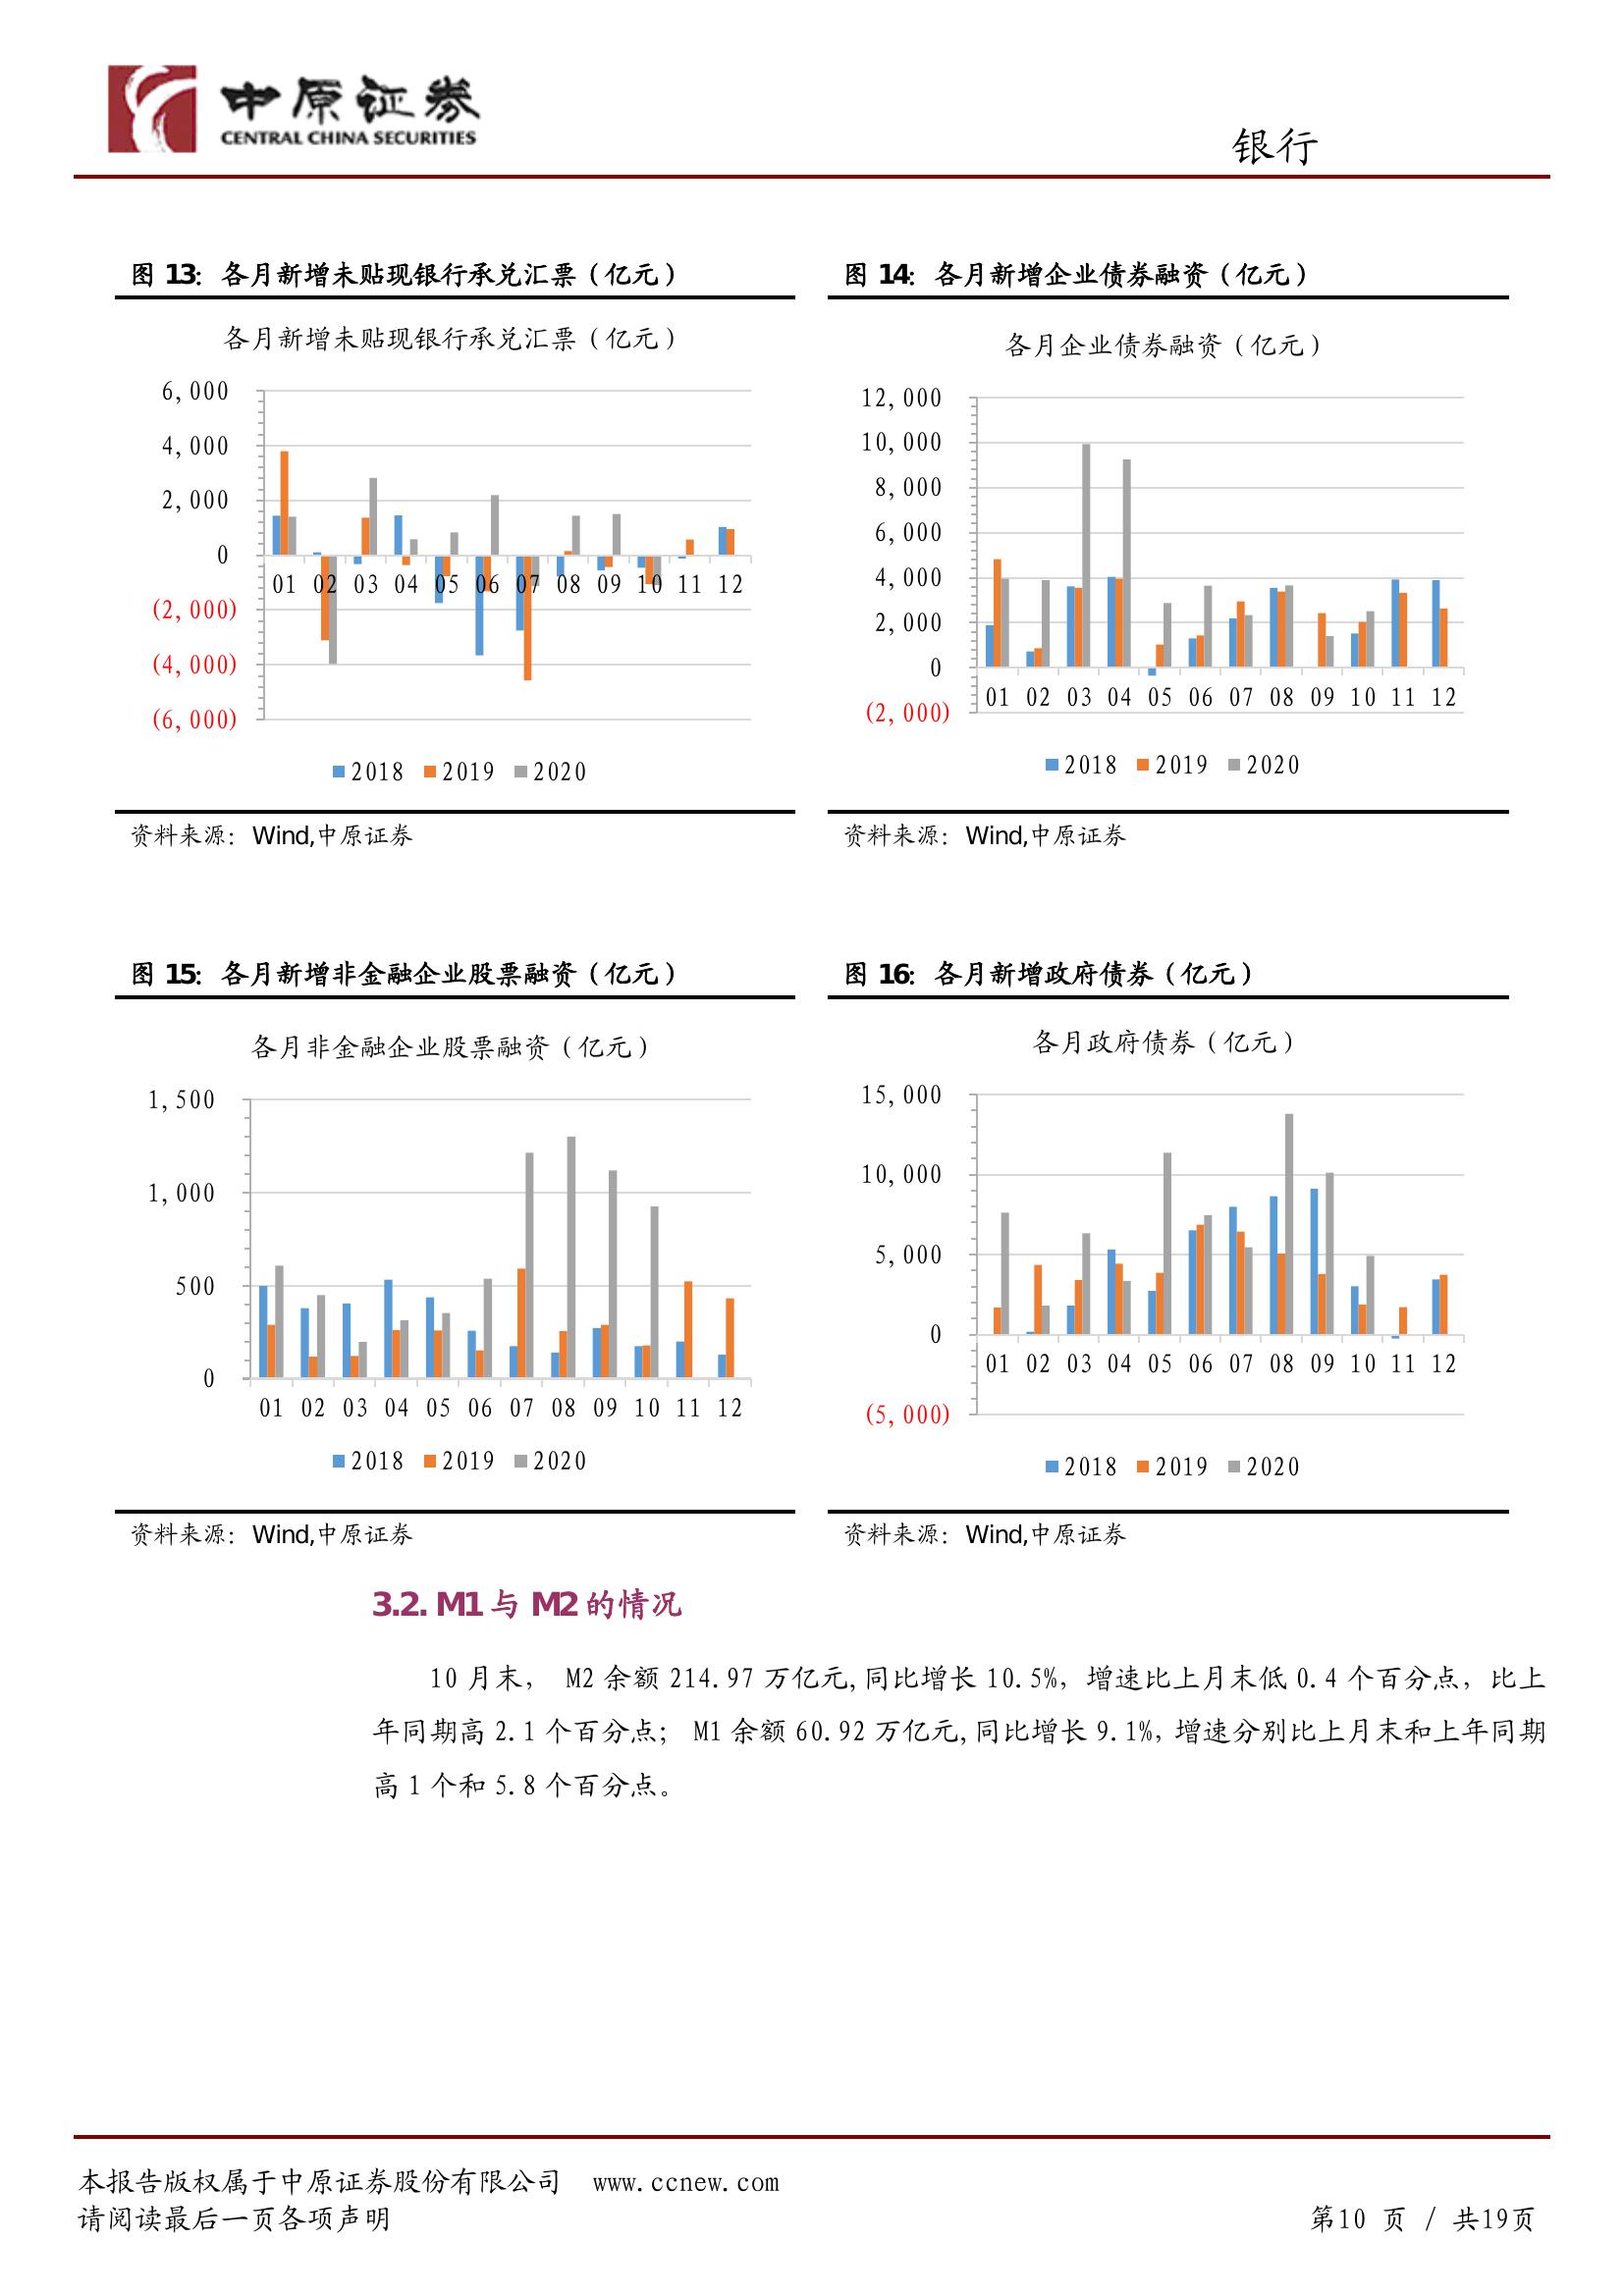 中原证券
CENTRAL CHINA SECURITIES
银行
图 13：各月新增未贴现银行承兑汇票（亿元）
各月新增未贴现银行承兑汇票（亿元）
6,000
4,000
2,000
0
(2,000)
(4,000)
(6,000)
01 02 03 04 05 06 07 08 09 10 11 12
2018 2019 2020
资料来源：Wind,中原证券
图 14：各月新增企业债券融资（亿元）
各月企业债券融资（亿元）
12,000
10,000
8,000
6,000
4,000
2,000
0
(2,000)
01 02 03 04 05 06 07 08 09 10 11 12
2018 2019 2020
资料来源：Wind,中原证券
图 15：各月新增非金融企业股票融资（亿元）
各月非金融企业股票融资（亿元）
1,500
1,000
500
0
01 02 03 04 05 06 07 08 09 10 11 12
2018 2019 2020
资料来源：Wind,中原证券
图 16：各月新增政府债券（亿元）
各月政府债券（亿元）
15,000
10,000
5,000
0
(5,000)
01 02 03 04 05 06 07 08 09 10 11 12
2018 2019 2020
资料来源：Wind,中原证券
3.2. M1 与 M2 的情况
10 月末， M2 余额 214.97 万亿元,同比增长 10.5%，增速比上月末低 0.4 个百分点，比上
年同期高 2.1 个百分点； M1 余额 60.92 万亿元,同比增长 9.1%，增速分别比上月末和上年同期
高 1 个和 5.8 个百分点。
本报告版权属于中原证券股份有限公司 www.ccnew.com
请阅读最后一页各项声明
第10 页 / 共19页